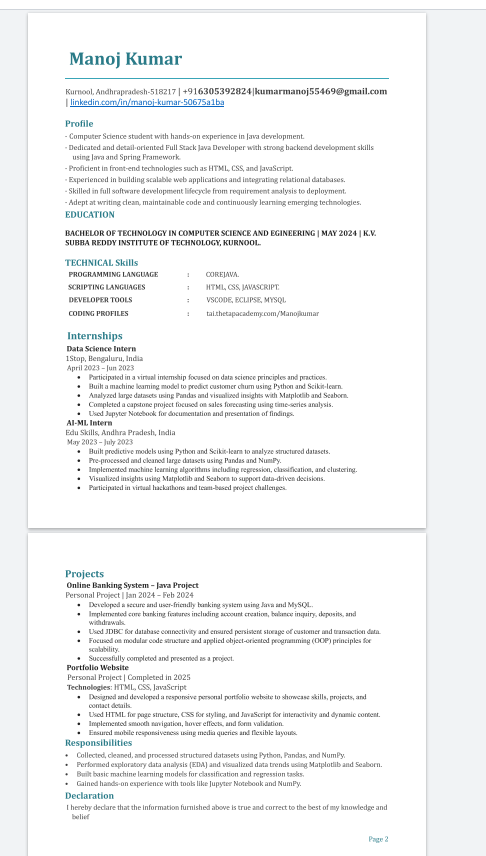 Manoj Kumar
Kurnool, Andhrapradesh-518217 | +916305392824|kumarmanoj55469@gmail.com
| linkedin.com/in/manoj-kumar-50675a1ba
Profile
- Computer Science student with hands-on experience in Java development.
- Dedicated and detail-oriented Full Stack Java Developer with strong backend development skills
using Java and Spring Framework.
- Proficient in front-end technologies such as HTML, CSS, and JavaScript.
- Experienced in building scalable web applications and integrating relational databases.
- Skilled in full software development lifecycle from requirement analysis to deployment.
- Adept at writing clean, maintainable code and continuously learning emerging technologies.
EDUCATION
BACHELOR OF TECHNOLOGY IN COMPUTER SCIENCE AND EGINEERING | MAY 2024 | K.V.
SUBBA REDDY INSTITUTE OF TECHNOLOGY, KURNOOL.
TECHNICAL Skills
PROGRAMMING LANGUAGE : COREJAVA.
SCRIPTING LANGUAGES : HTML, CSS, JAVASCRIPT.
DEVELOPER TOOLS : VSCODE, ECLIPSE, MYSQL
CODING PROFILES : tai.thetapacademy.com/Manojkumar
Internships
Data Science Intern
1Stop, Bengaluru, India
April 2023 – Jun 2023
• Participated in a virtual internship focused on data science principles and practices.
• Built a machine learning model to predict customer churn using Python and Scikit-learn.
• Analyzed large datasets using Pandas and visualized insights with Matplotlib and Seaborn.
• Completed a capstone project focused on sales forecasting using time-series analysis.
• Used Jupyter Notebook for documentation and presentation of findings.
AI-ML Intern
Edu Skills, Andhra Pradesh, India
May 2023 – July 2023
• Built predictive models using Python and Scikit-learn to analyze structured datasets.
• Pre-processed and cleaned large datasets using Pandas and NumPy.
• Implemented machine learning algorithms including regression, classification, and clustering.
• Visualized insights using Matplotlib and Seaborn to support data-driven decisions.
• Participated in virtual hackathons and team-based project challenges.
Projects
Online Banking System – Java Project
Personal Project | Jan 2024 – Feb 2024
• Developed a secure and user-friendly banking system using Java and MySQL.
• Implemented core banking features including account creation, balance inquiry, deposits, and
withdrawals.
• Used JDBC for database connectivity and ensured persistent storage of customer and transaction data.
• Focused on modular code structure and applied object-oriented programming (OOP) principles for
scalability.
• Successfully completed and presented as a project.
Portfolio Website
Personal Project | Completed in 2025
Technologies: HTML, CSS, JavaScript
• Designed and developed a responsive personal portfolio website to showcase skills, projects, and
contact details.
• Used HTML for page structure, CSS for styling, and JavaScript for interactivity and dynamic content.
• Implemented smooth navigation, hover effects, and form validation.
• Ensured mobile responsiveness using media queries and flexible layouts.
Responsibilities
• Collected, cleaned, and processed structured datasets using Python, Pandas, and NumPy.
• Performed exploratory data analysis (EDA) and visualized data trends using Matplotlib and Seaborn.
• Built basic machine learning models for classification and regression tasks.
• Gained hands-on experience with tools like Jupyter Notebook and NumPy.
Declaration
I hereby declare that the information furnished above is true and correct to the best of my knowledge and
belief
Page 2